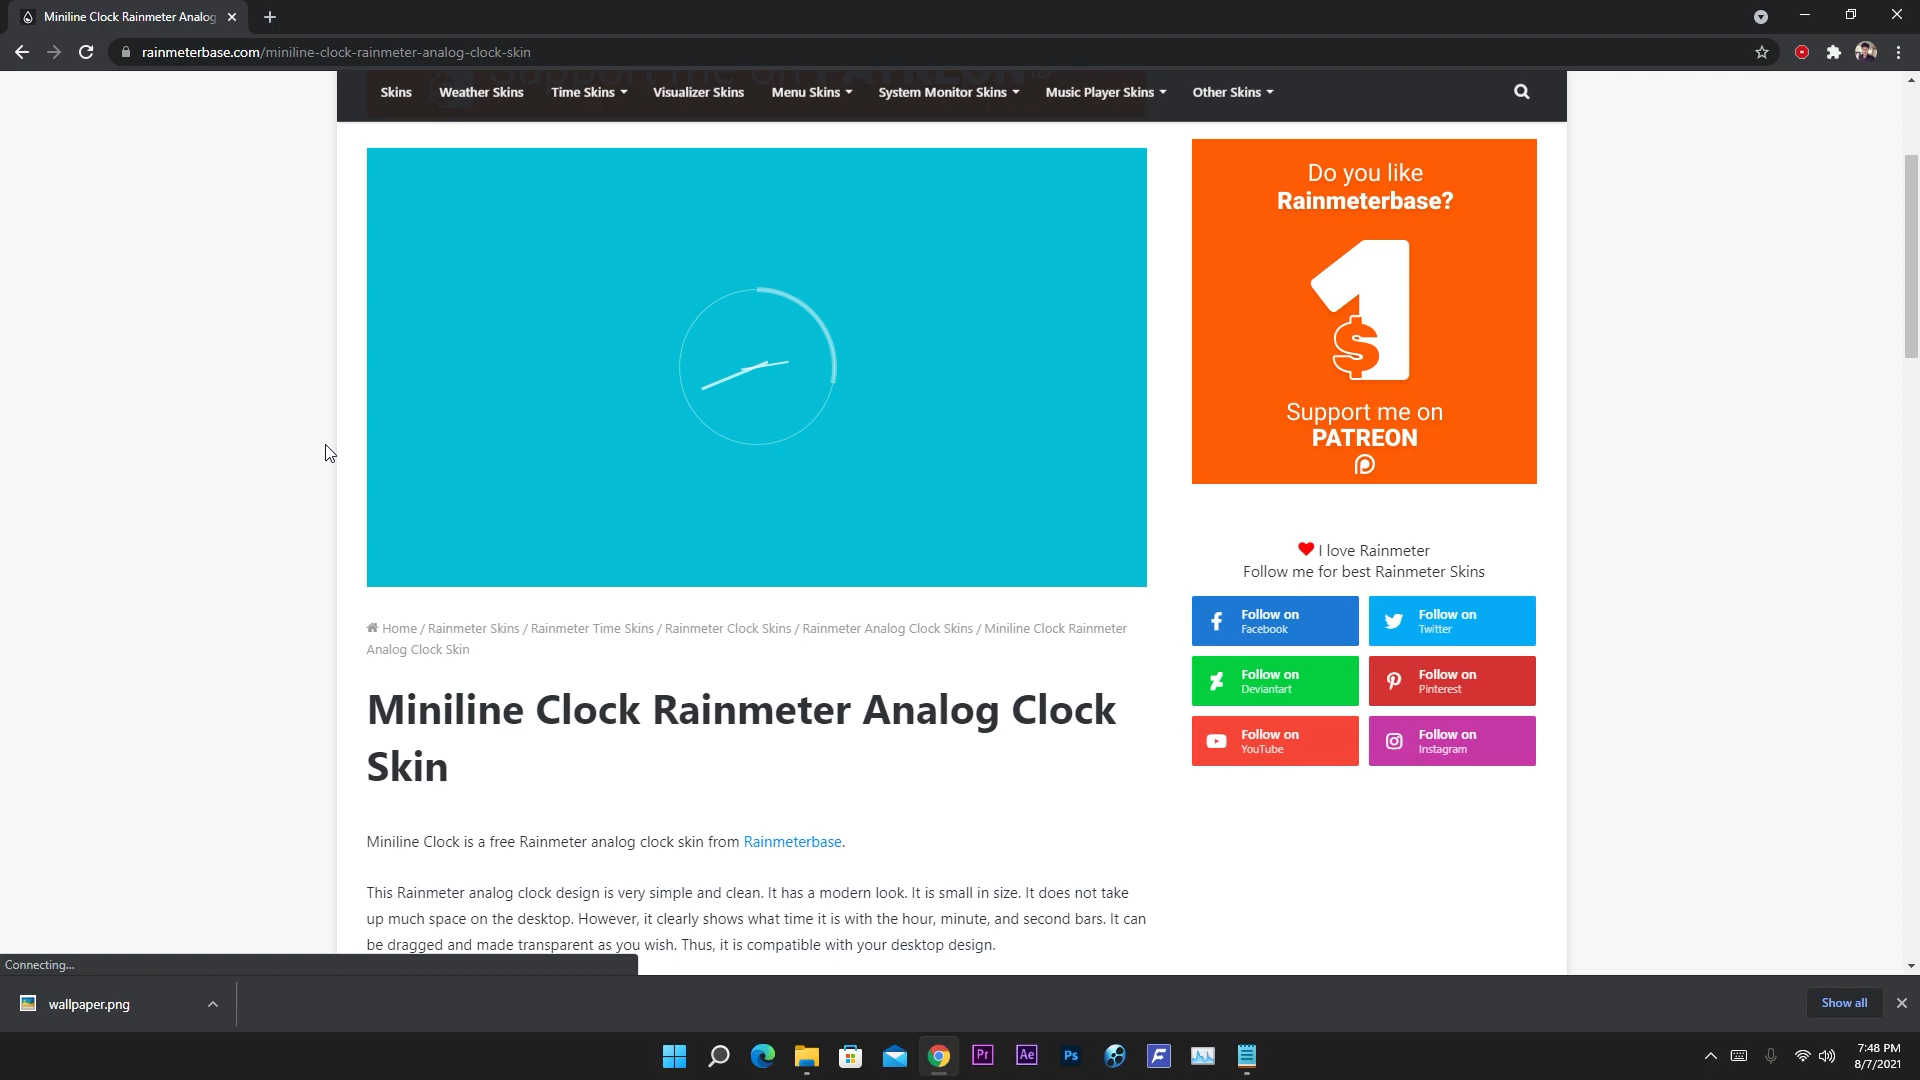 Miniline Clock Rainmeter Analog
rainmeterbase.com/miniline-clock-rainmeter-analog-clock-skin
Support me on PATREON
Skins Weather Skins Time Skins Visualizer Skins Menu Skins System Monitor Skins Music Player Skins Other Skins
Do you like
Rainmeterbase?
1
$
Support me on
PATREON
I love Rainmeter
Follow me for best Rainmeter Skins
Follow on
Facebook
Follow on
Twitter
Follow on
Deviantart
Follow on
Pinterest
Follow on
YouTube
Follow on
Instagram
Home / Rainmeter Skins / Rainmeter Time Skins / Rainmeter Clock Skins / Rainmeter Analog Clock Skins / Miniline Clock Rainmeter
Analog Clock Skin
Miniline Clock Rainmeter Analog Clock
Skin
Miniline Clock is a free Rainmeter analog clock skin from Rainmeterbase.
This Rainmeter analog clock design is very simple and clean. It has a modern look. It is small in size. It does not take
up much space on the desktop. However, it clearly shows what time it is with the hour, minute, and second bars. It can
be dragged and made transparent as you wish. Thus, it is compatible with your desktop design.
Connecting...
wallpaper.png
Show all
Pr
Ae
Ps
7:48 PM
8/7/2021